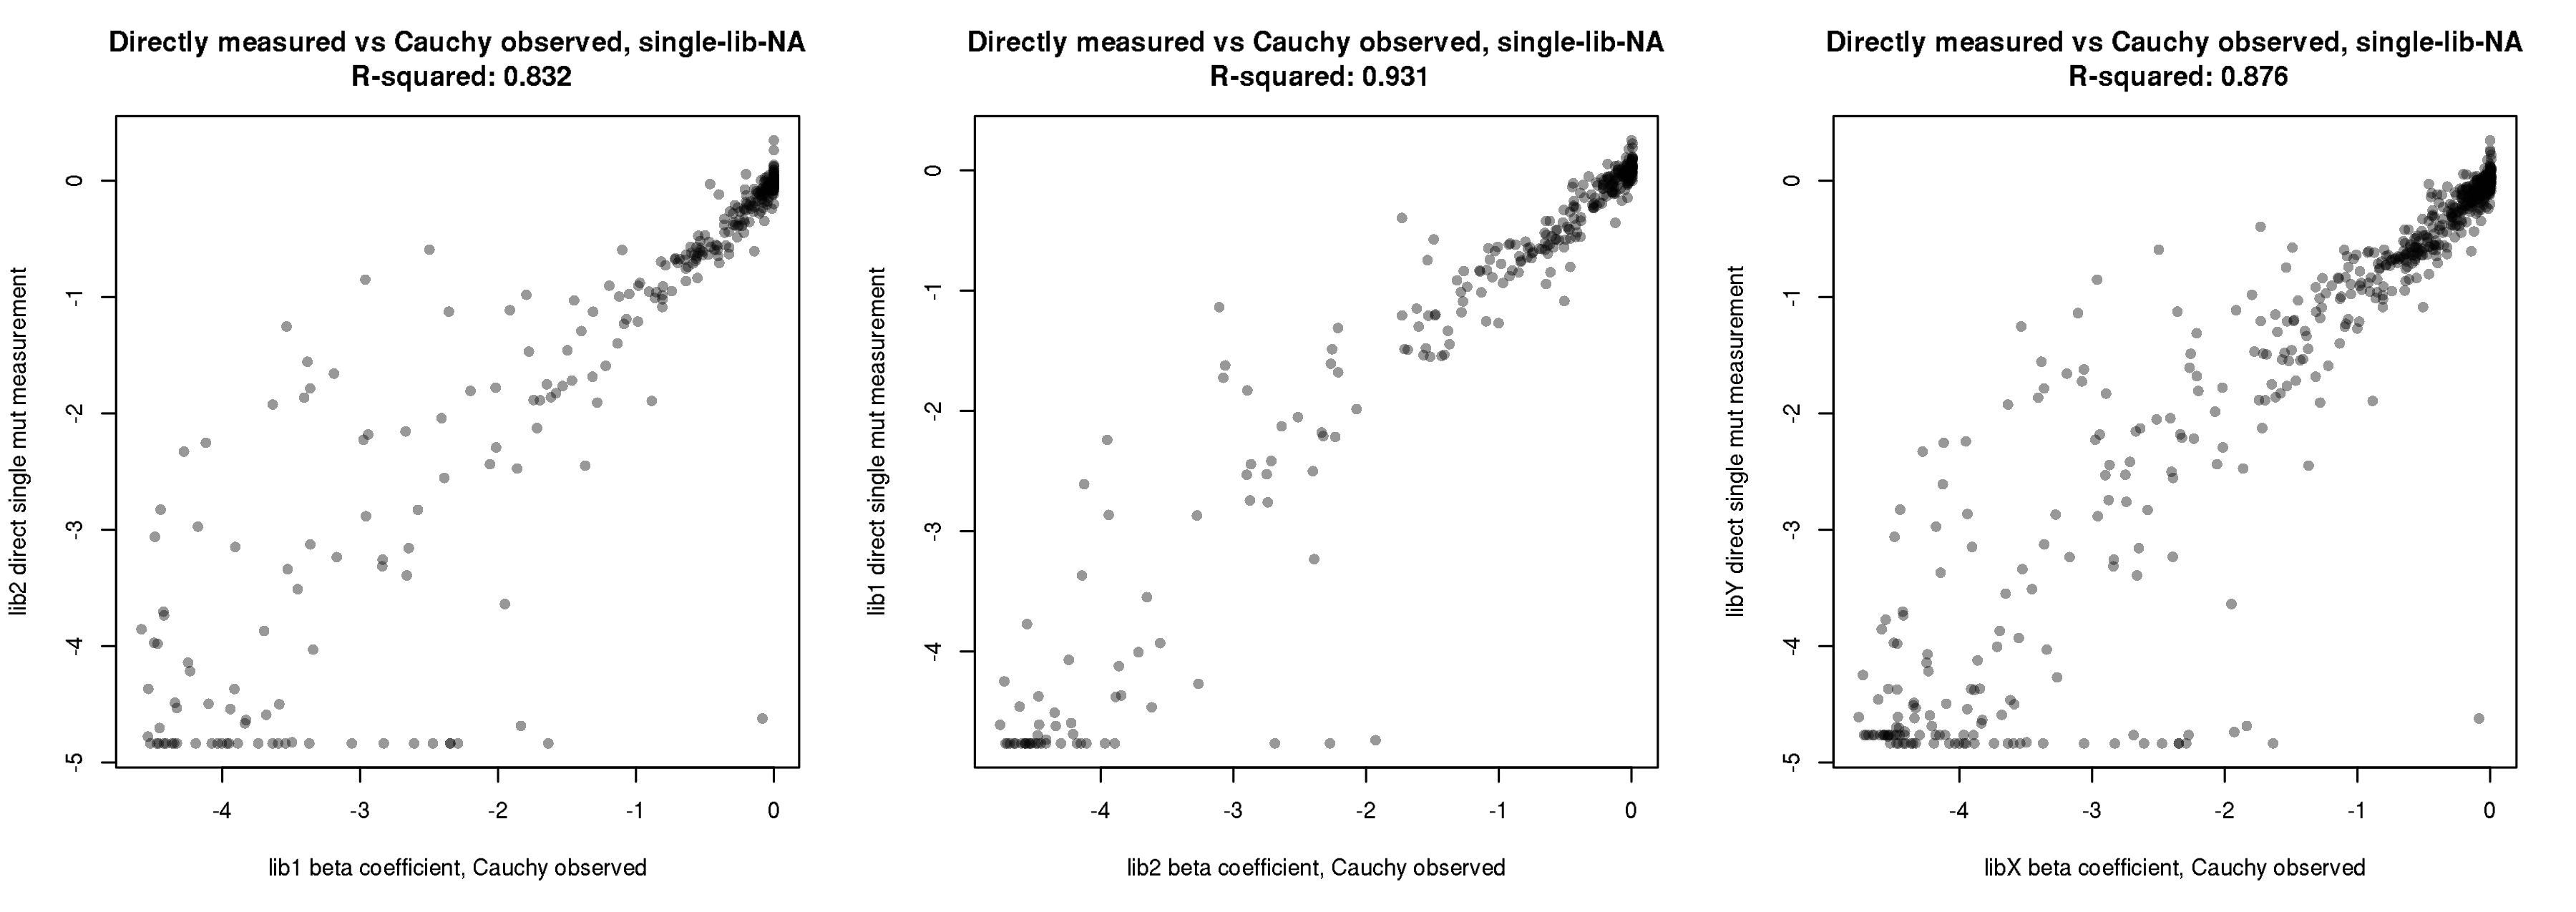 Directly measured vs Cauchy observed, single-lib-NA
R-squared: 0.832
lib2 direct single mut measurement
0
-1
-2
-3
-4
-5
-4 -3 -2 -1 0
lib1 beta coefficient, Cauchy observed
Directly measured vs Cauchy observed, single-lib-NA
R-squared: 0.931
lib1 direct single mut measurement
0
-1
-2
-3
-4
-4 -3 -2 -1 0
lib2 beta coefficient, Cauchy observed
Directly measured vs Cauchy observed, single-lib-NA
R-squared: 0.876
libY direct single mut measurement
0
-1
-2
-3
-4
-5
-4 -3 -2 -1 0
libX beta coefficient, Cauchy observed